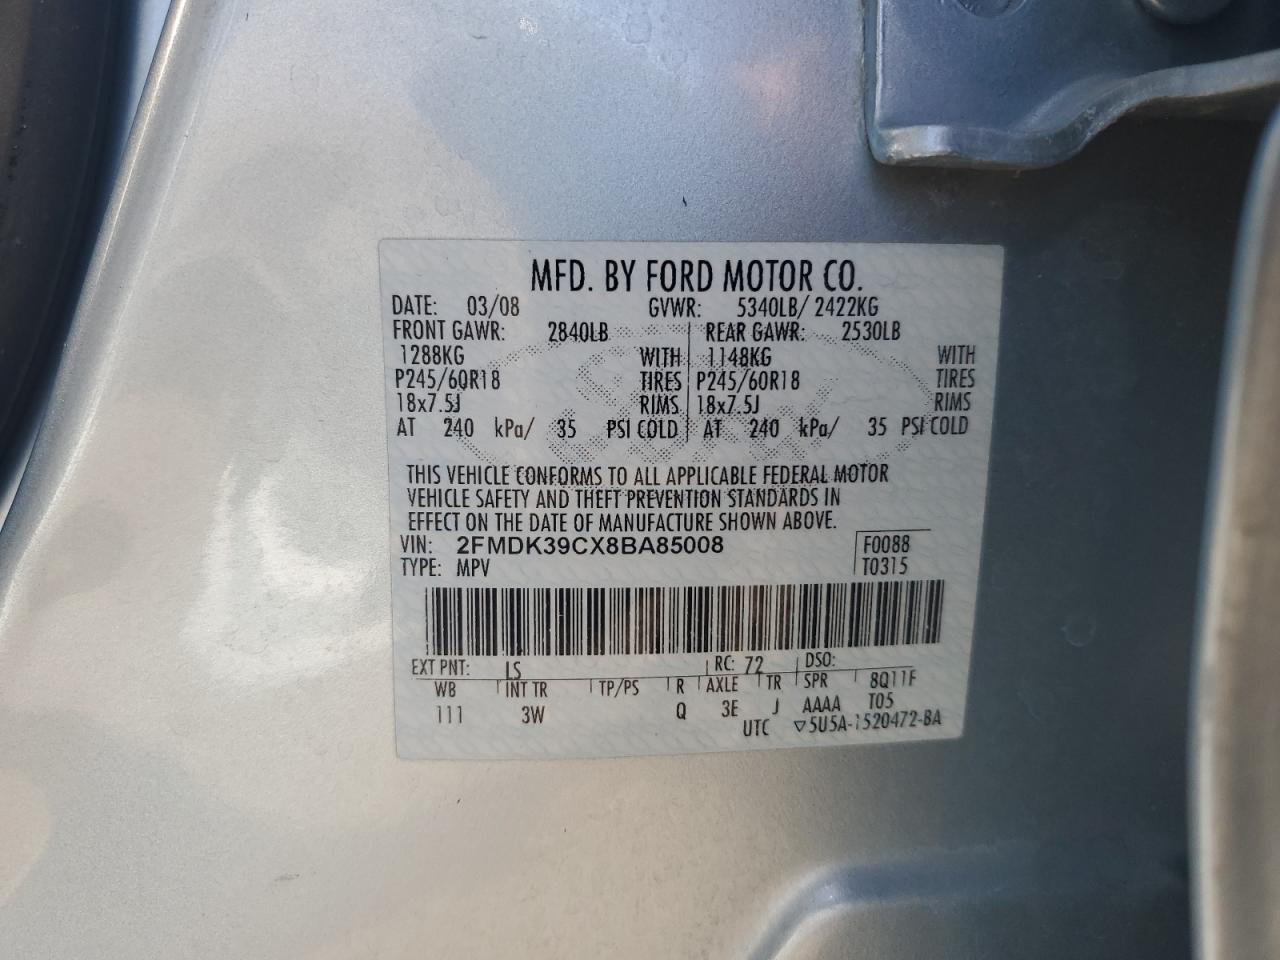 MFD. BY FORD MOTOR CO.
DATE: 03/08 GVWR: 5340LB/ 2422KG
FRONT GAWR: 2840LB REAR GAWR: 2530LB
1288KG WITH 1148KG WITH
P245/60R18 TIRES P245/60R18 TIRES
18x7.5J RIMS 18x7.5J RIMS
AT 240 kPa/ 35 PSI COLD AT 240 kPa/ 35 PSI COLD
THIS VEHICLE CONFORMS TO ALL APPLICABLE FEDERAL MOTOR
VEHICLE SAFETY AND THEFT PREVENTION STANDARDS IN
EFFECT ON THE DATE OF MANUFACTURE SHOWN ABOVE.
VIN: 2FMDK39CX8BA85008 F0088
TYPE: MPV T0315
EXT PNT: LS RC: 72 DSO:
WB INT TR TP/PS R AXLE TR SPR 8Q11F
111 3W Q 3E J AAAA T05
UTC ▽5U5A-1520472-BA